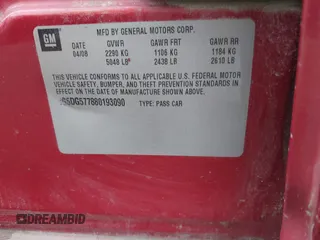 MFD BY GENERAL MOTORS CORP.
GM
DATE GVWR GAWR FRT GAWR RR
04/08 2290 KG 1106 KG 1184 KG
5048 LB 2438 LB 2610 LB
THIS VEHICLE CONFORMS TO ALL APPLICABLE U.S. FEDERAL MOTOR
VEHICLE SAFETY, BUMPER, AND THEFT PREVENTION STANDARDS
IN EFFECT ON THE DATE OF MANUFACTURE SHOWN ABOVE.
TYPE: PASS CAR
DREAMBID